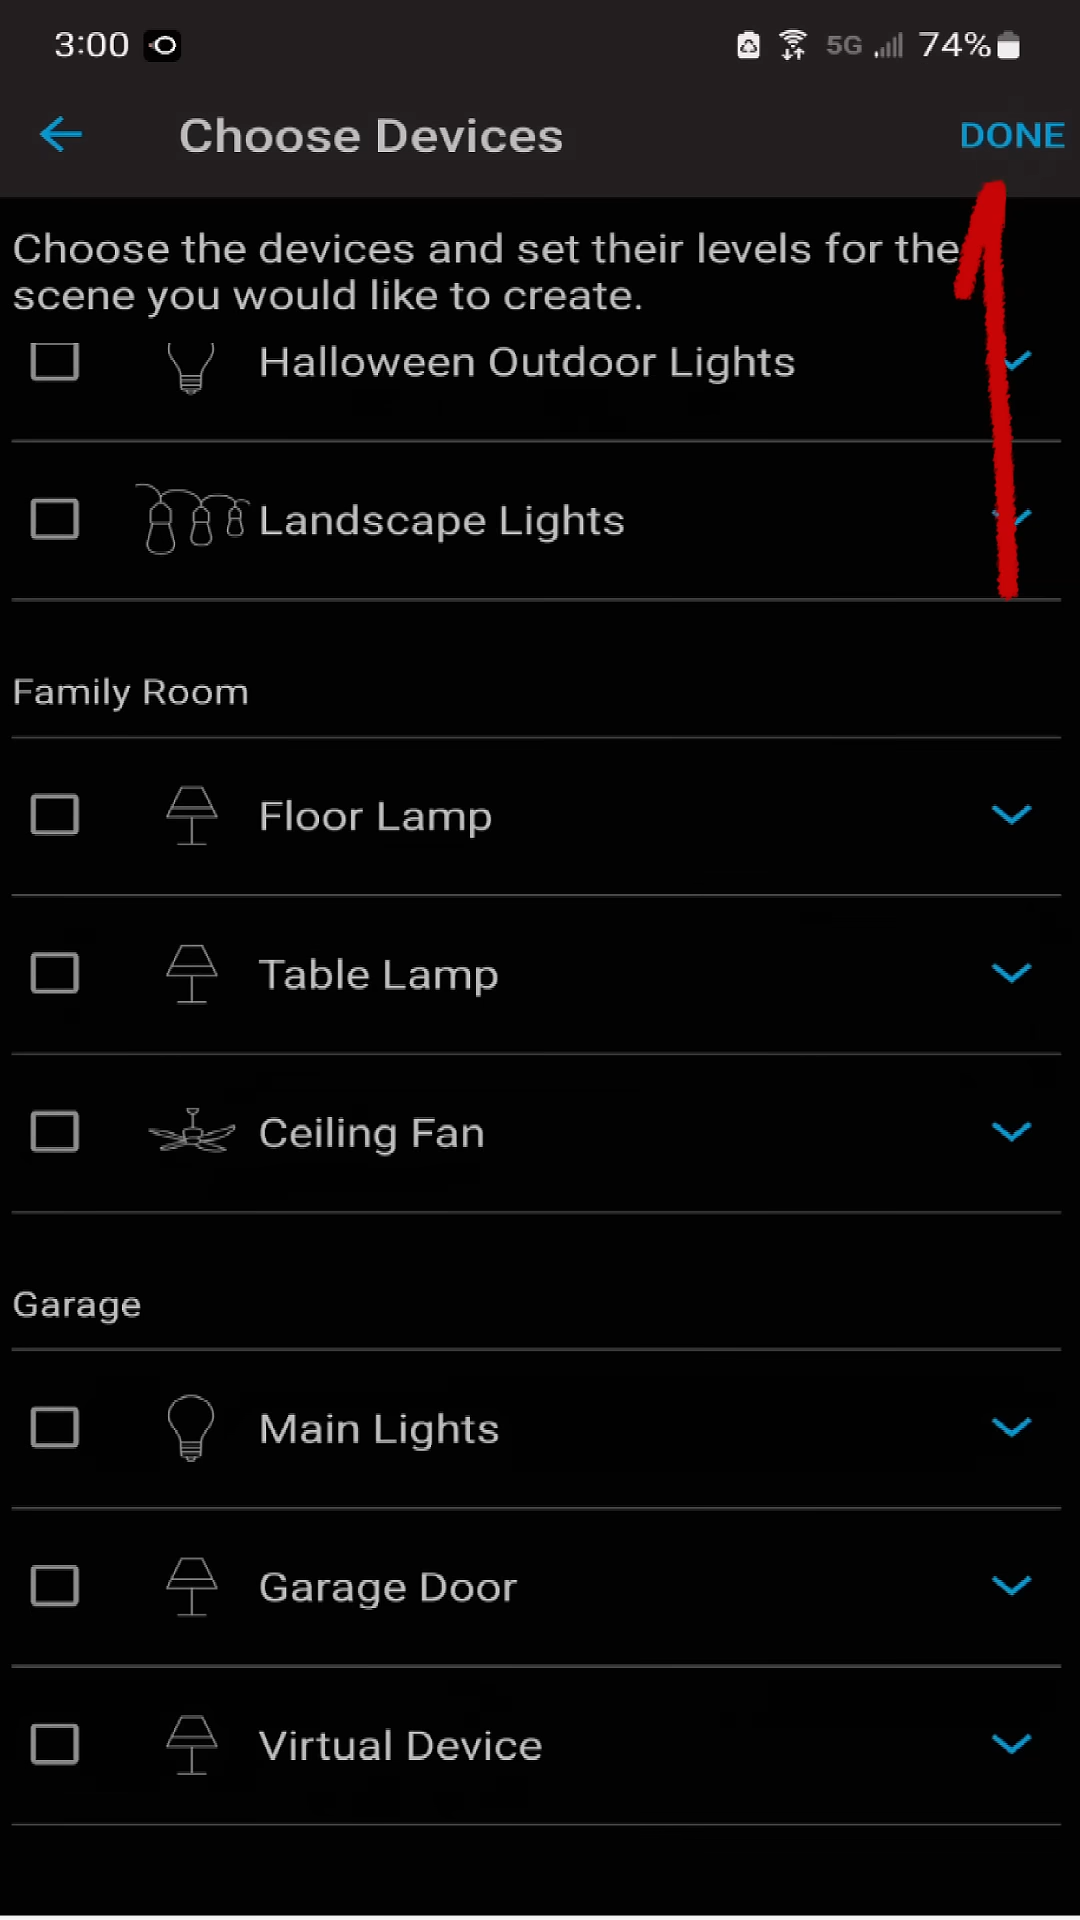 3:00
5G
74%
Choose Devices
DONE
Choose the devices and set their levels for the
scene you would like to create.
Halloween Outdoor Lights
Landscape Lights
Family Room
Floor Lamp
Table Lamp
Ceiling Fan
Garage
Main Lights
Garage Door
Virtual Device